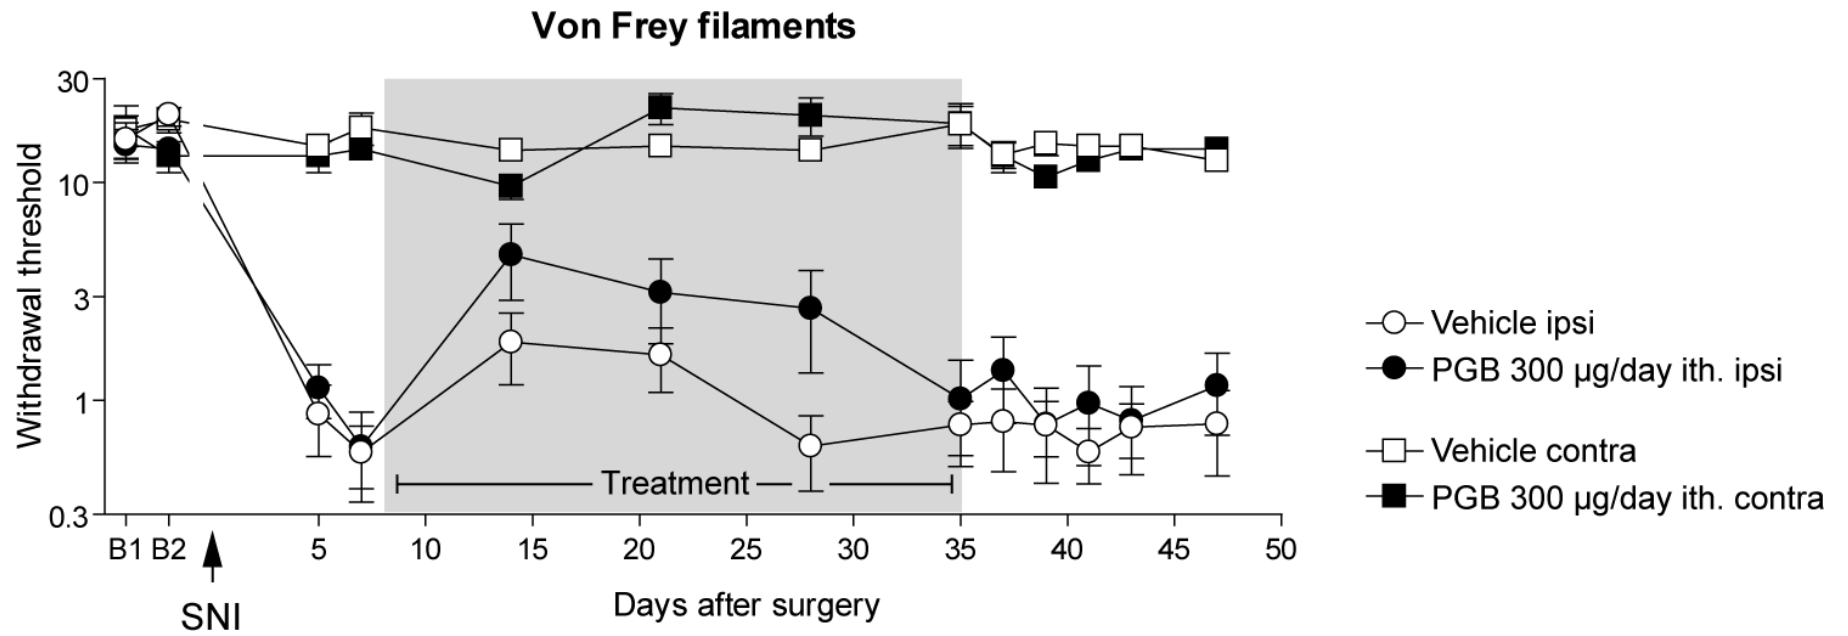 Von Frey filaments
Withdrawal threshold
30
10
3
1
0.3
Treatment
B1 B2 5 10 15 20 25 30 35 40 45 50
SNI
Days after surgery
Vehicle ipsi
PGB 300 µg/day ith. ipsi
Vehicle contra
PGB 300 µg/day ith. contra